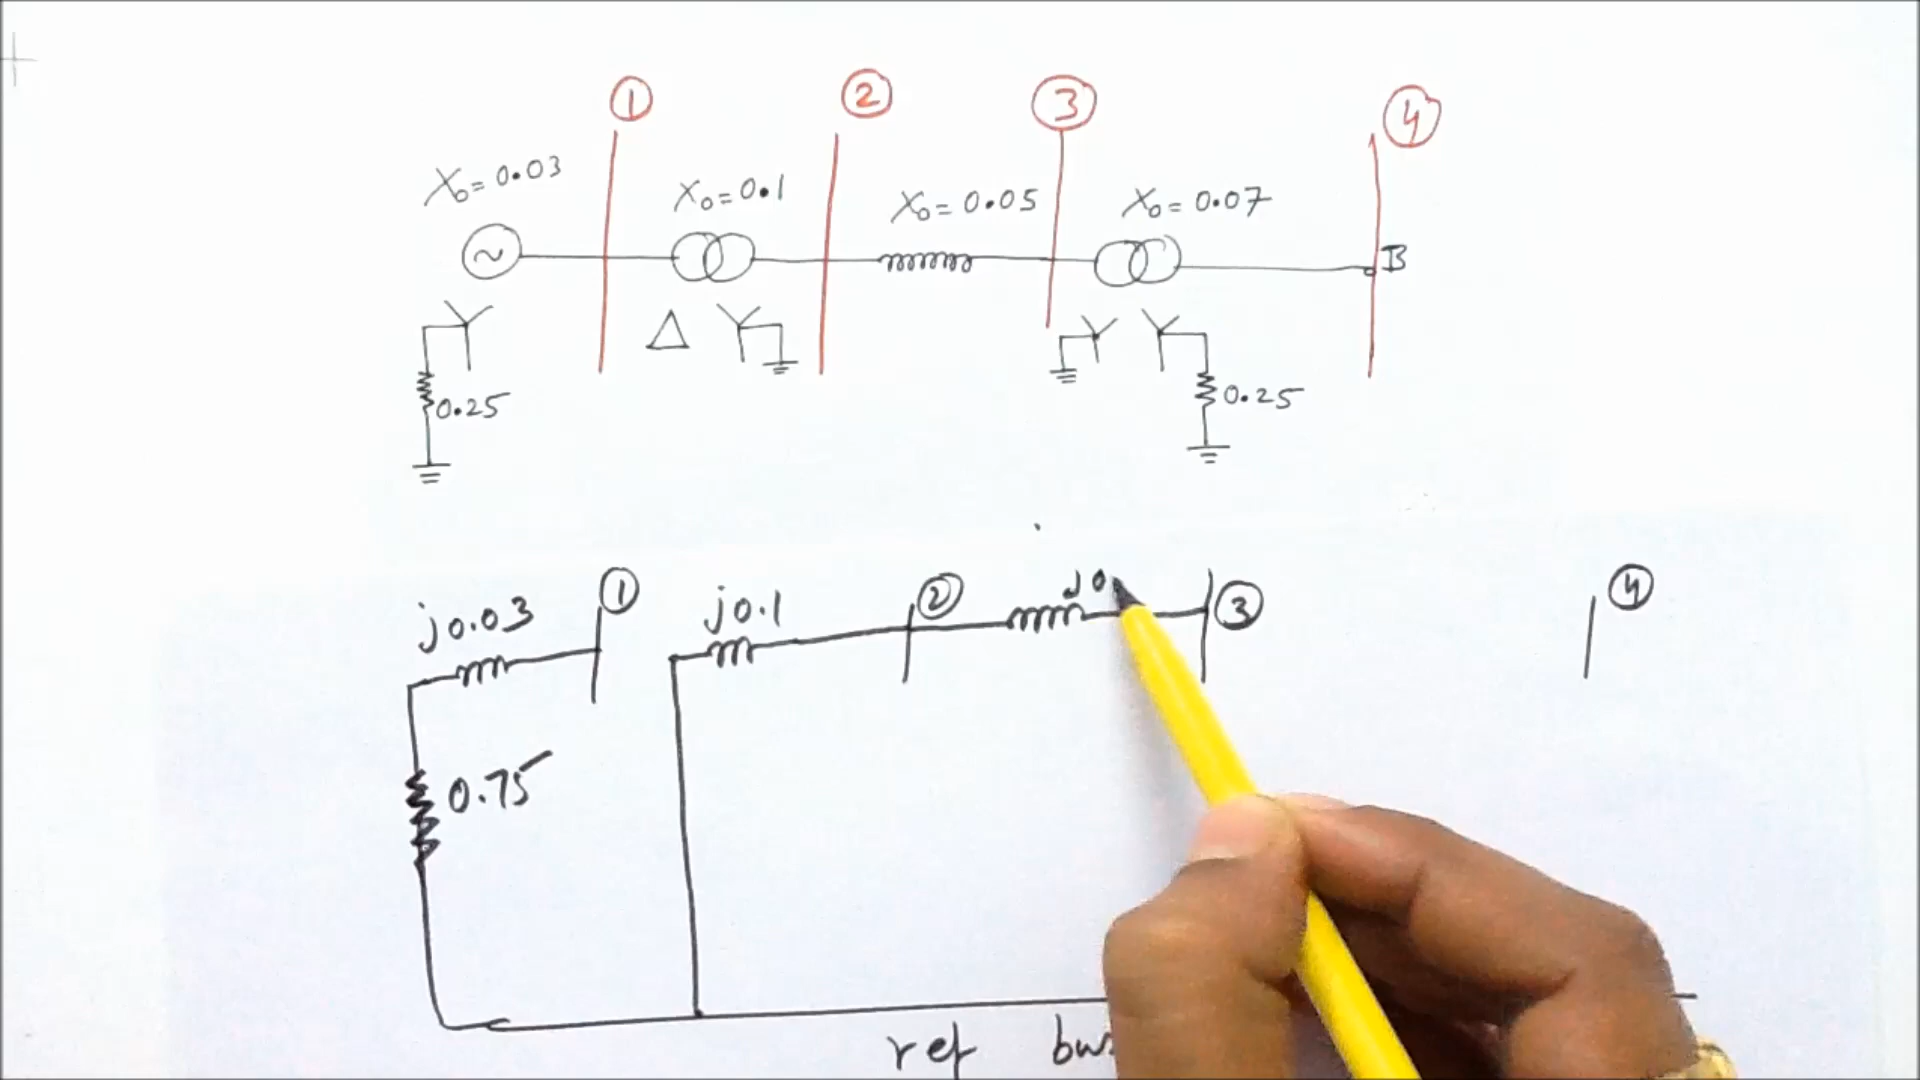 ① ② ③ ④
X₀=0.03 X₀=0.1 X₀=0.05 X₀=0.07
~ B
Δ
0.25 0.25
j0.03 ① j0.1 ② j0 ③ ④
0.75
ref